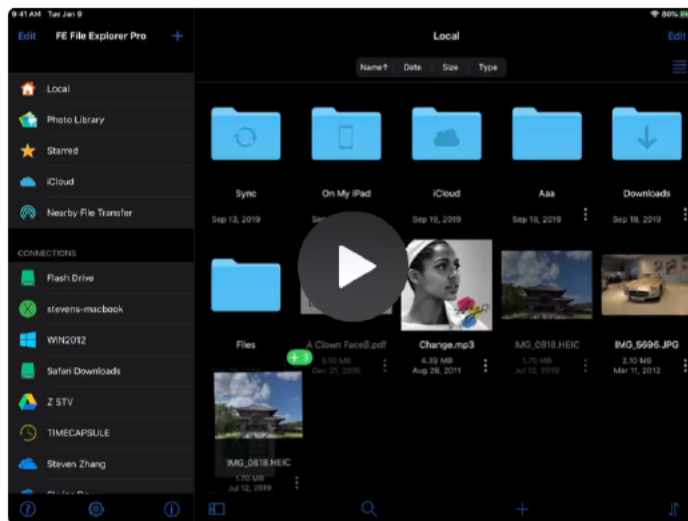 9:41 AM Tue Jan 9
80%
Edit FE File Explorer Pro +
Local
Edit
Name↑ Date Size Type
Local
Photo Library
Starred
iCloud
Nearby File Transfer
CONNECTIONS
Flash Drive
stevens-macbook
WIN2012
Safari Downloads
Z STV
TIMECAPSULE
Steven Zhang
Sync On My iPad iCloud Aaa Downloads
Sep 13, 2019 Sep 19, 2019 Sep 18, 2019 Sep 19, 2019
Files A Clown Faceβ.pdf Change.mp3 IMG_0818.HEIC IMG_5696.JPG
5.10 MB 4.39 MB 1.70 MB 2.10 MB
Dec 21, 2016 Aug 28, 2011 Jul 12, 2019 Mar 11, 2012
+ 3
IMG_0818.HEIC
1.70 MB
Jul 12, 2019